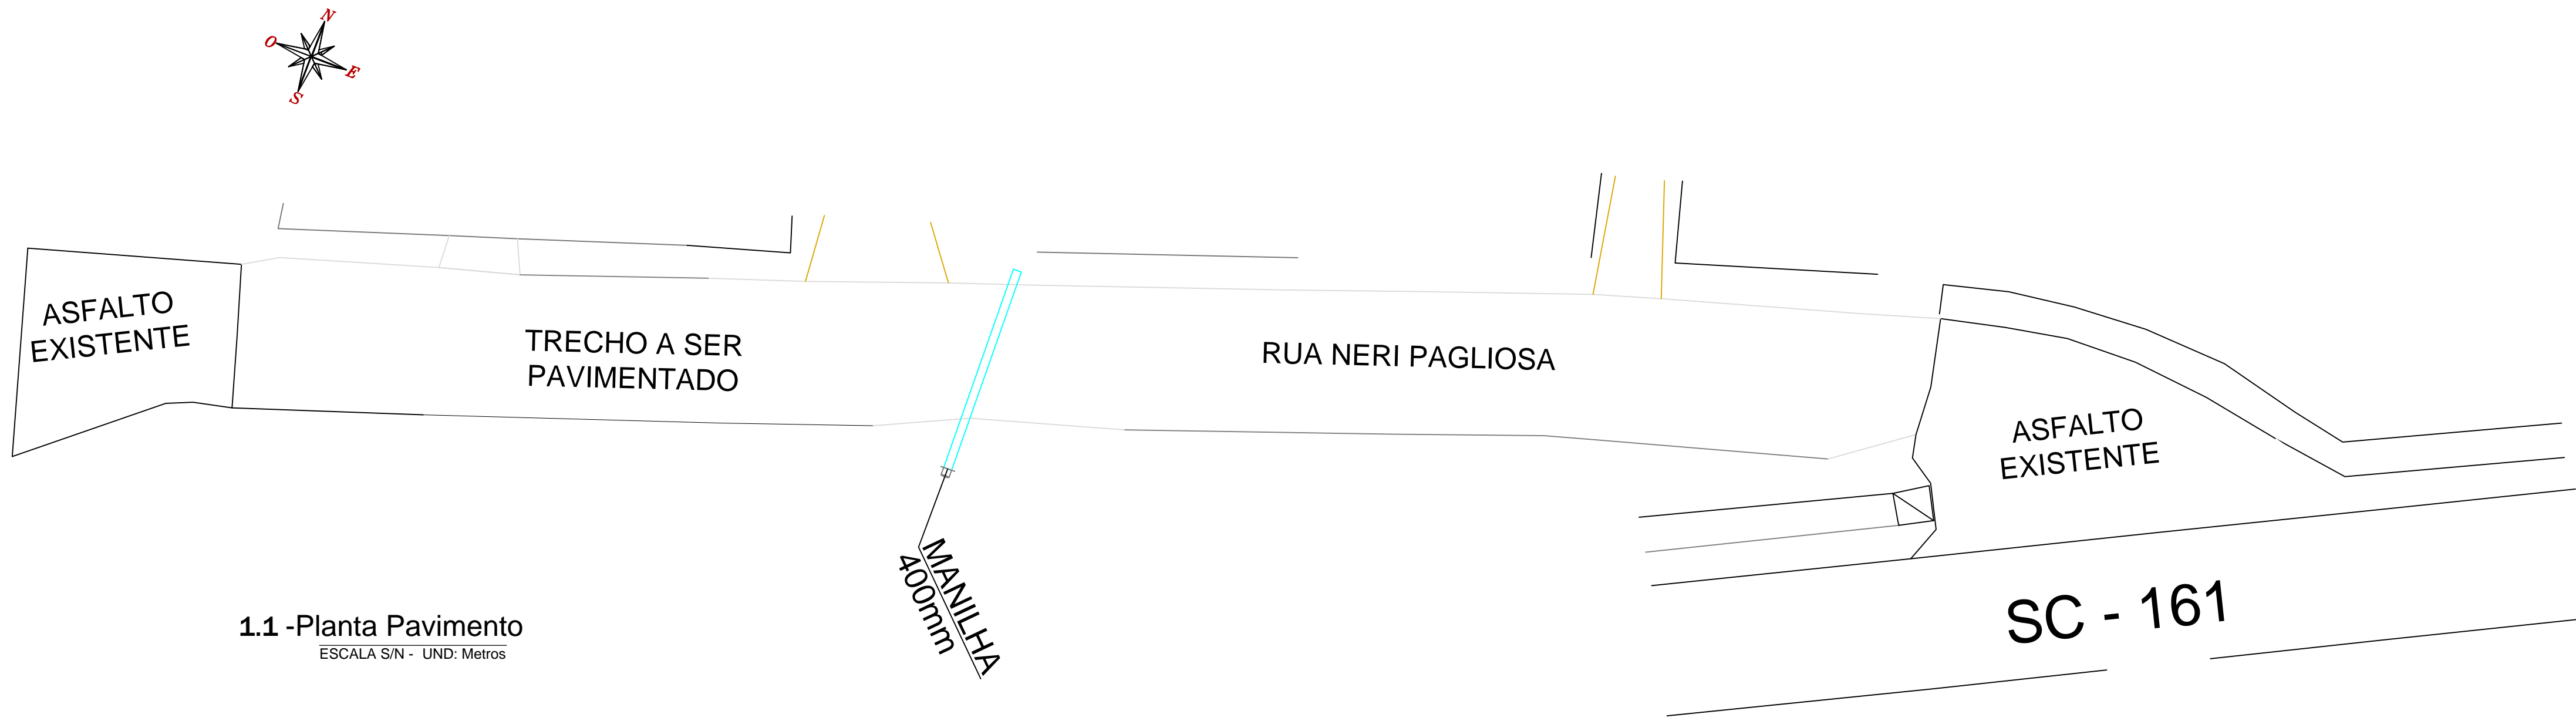 N
O
E
S
ASFALTO
EXISTENTE
TRECHO A SER
PAVIMENTADO
RUA NERI PAGLIOSA
ASFALTO
EXISTENTE
MANILHA
400mm
SC - 161
1.1 -Planta Pavimento
ESCALA S/N - UND: Metros